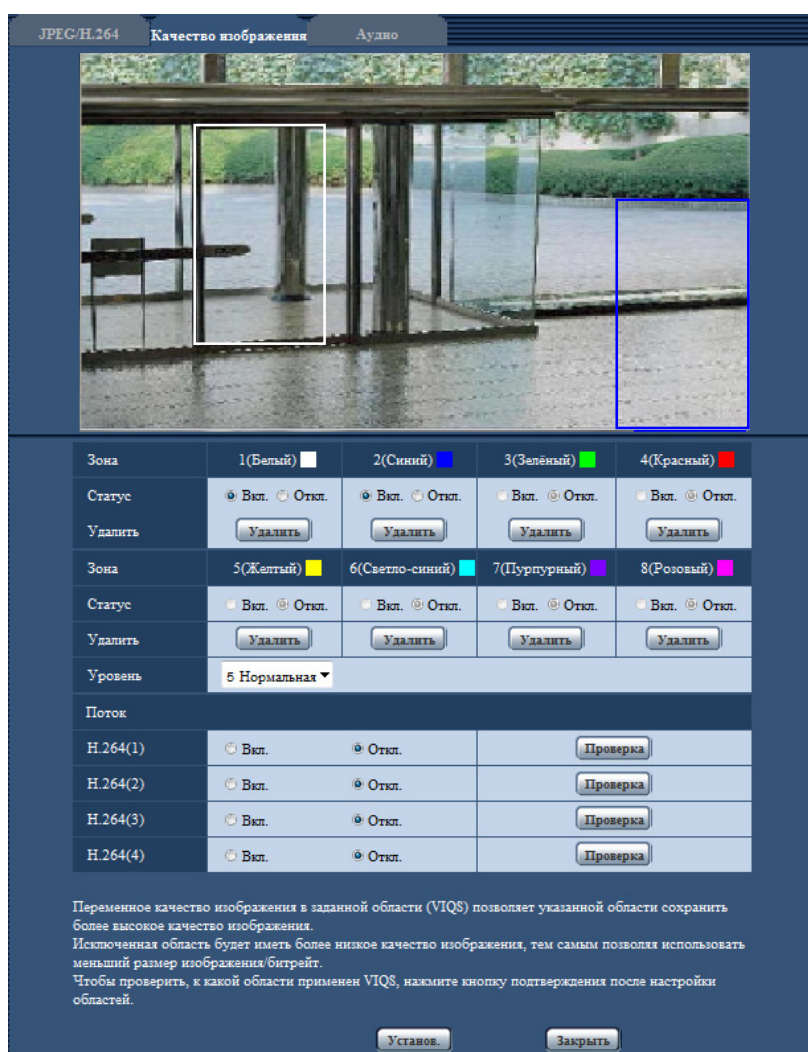 JPEG/H.264 Качество изображения Аудио
Зона 1(Белый) 2(Синий) 3(Зелёный) 4(Красный)
Статус Вкл. Откл. Вкл. Откл. Вкл. Откл. Вкл. Откл.
Удалить Удалить Удалить Удалить Удалить
Зона 5(Желтый) 6(Светло-синий) 7(Пурпурный) 8(Розовый)
Статус Вкл. Откл. Вкл. Откл. Вкл. Откл. Вкл. Откл.
Удалить Удалить Удалить Удалить Удалить
Уровень 5 Нормальная
Поток
H.264(1) Вкл. Откл. Проверка
H.264(2) Вкл. Откл. Проверка
H.264(3) Вкл. Откл. Проверка
H.264(4) Вкл. Откл. Проверка
Переменное качество изображения в заданной области (VIQS) позволяет указанной области сохранить
более высокое качество изображения.
Исключенная область будет иметь более низкое качество изображения, тем самым позволяя использовать
меньший размер изображения/битрейт.
Чтобы проверить, к какой области применен VIQS, нажмите кнопку подтверждения после настройки
областей.
Установ. Закрыть